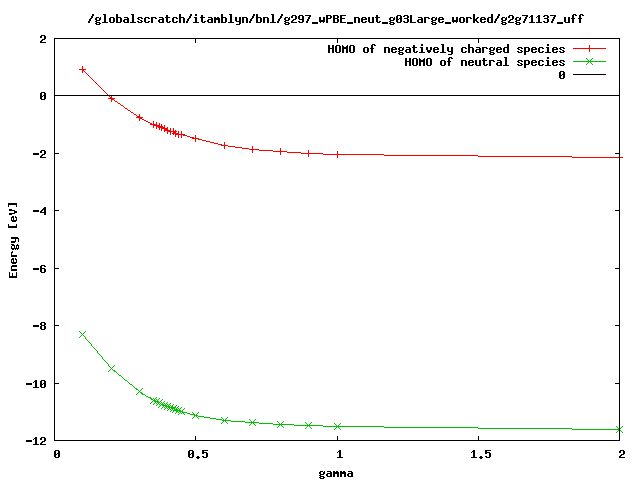 /globalscratch/itamblyn/bnl/g297_wPBE_neut_g03Large_worked/g2g71137_uff
HOMO of negatively charged species
HOMO of neutral species
0
2
0
-2
-4
-6
-8
-10
-12
Energy [eV]
0 0.5 1 1.5 2
gamma